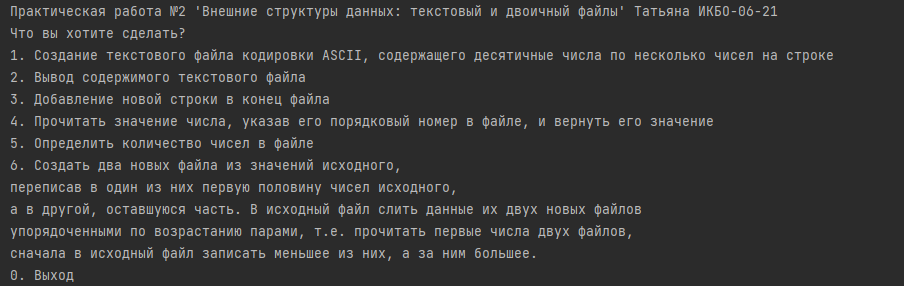 Практическая работа №2 'Внешние структуры данных: текстовый и двоичный файлы' Татьяна ИКБО-06-21
Что вы хотите сделать?
1. Создание текстового файла кодировки ASCII, содержащего десятичные числа по несколько чисел на строке
2. Вывод содержимого текстового файла
3. Добавление новой строки в конец файла
4. Прочитать значение числа, указав его порядковый номер в файле, и вернуть его значение
5. Определить количество чисел в файле
6. Создать два новых файла из значений исходного,
переписав в один из них первую половину чисел исходного,
а в другой, оставшуюся часть. В исходный файл слить данные их двух новых файлов
упорядоченными по возрастанию парами, т.е. прочитать первые числа двух файлов,
сначала в исходный файл записать меньшее из них, а за ним большее.
0. Выход